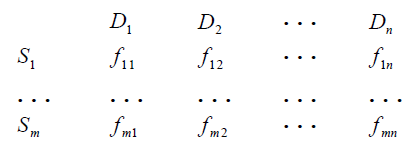 D₁ D₂ ··· Dₙ
S₁ f₁₁ f₁₂ ··· f₁ₙ
··· ··· ··· ··· ···
Sₘ fₘ₁ fₘ₂ ··· fₘₙ